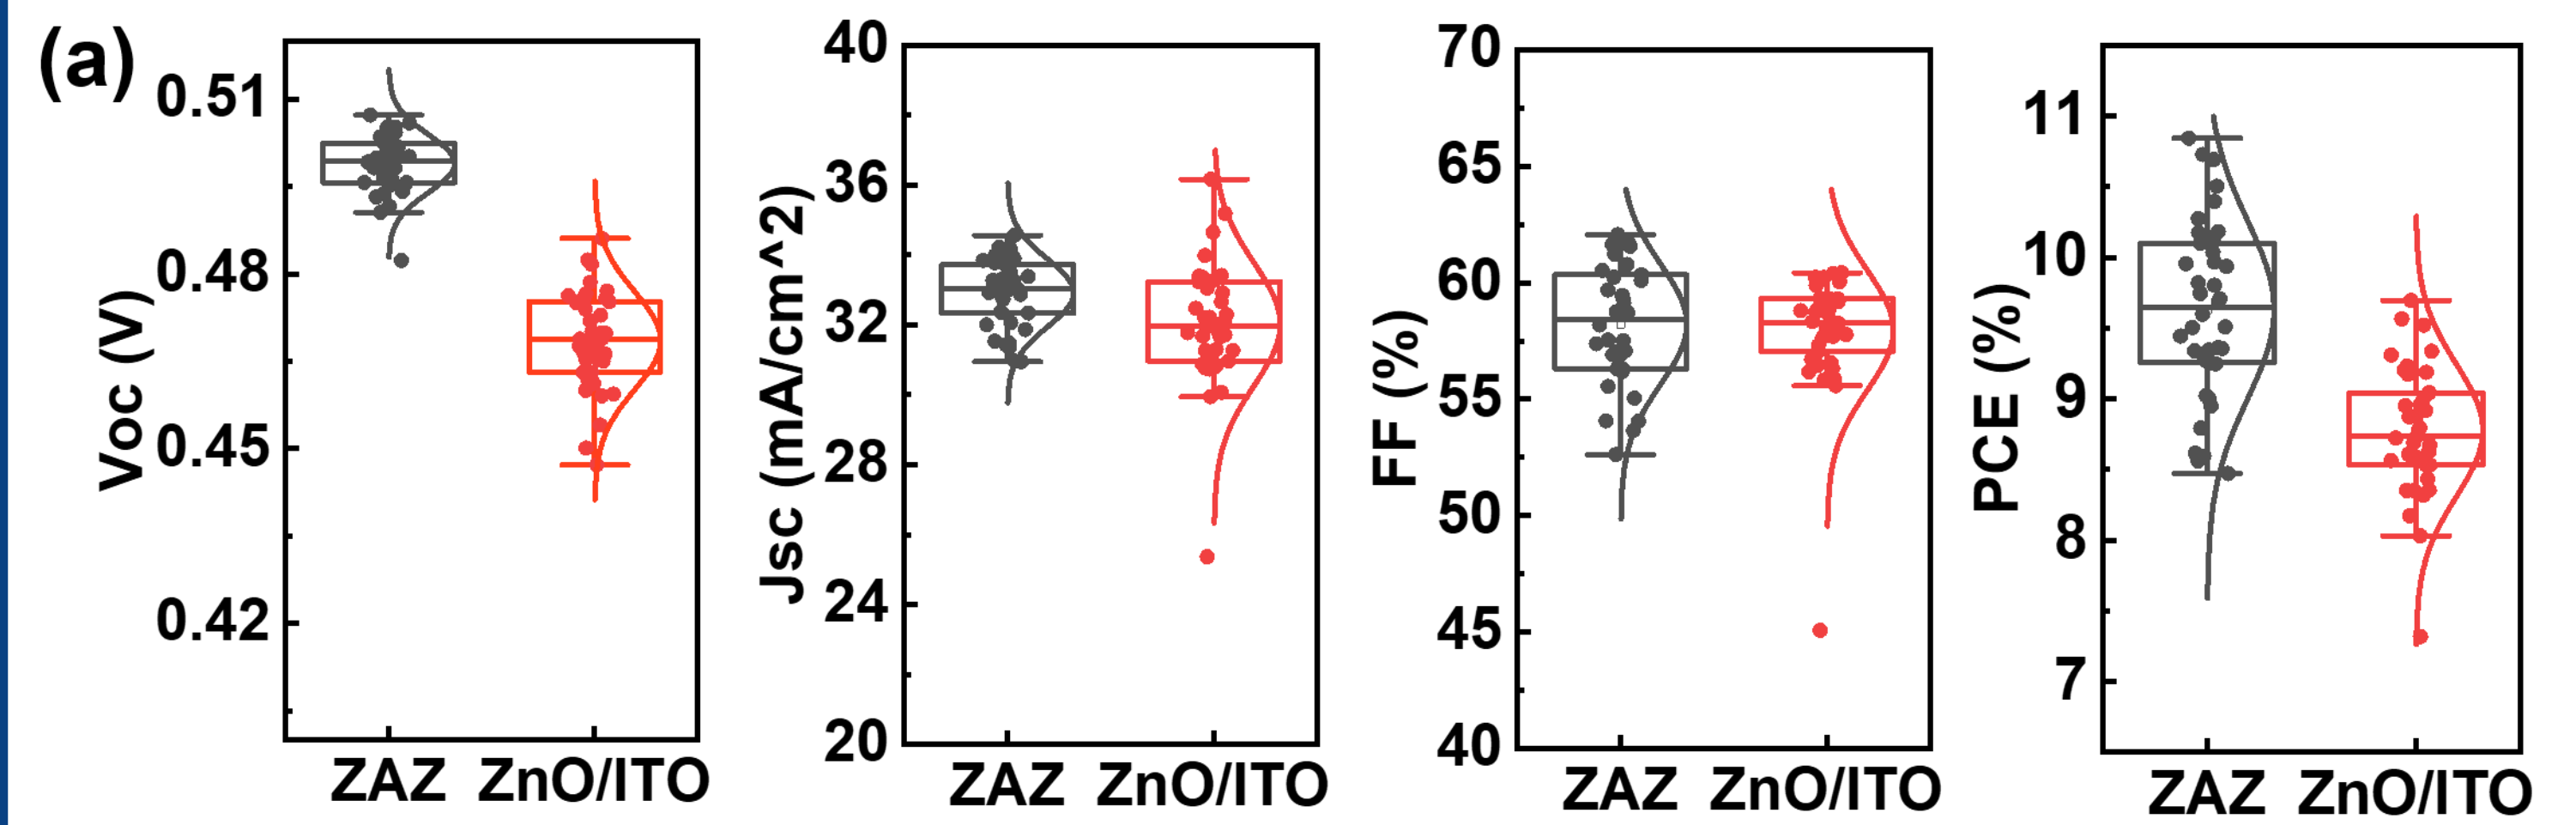 (a)
Voc (V)
0.51
0.48
0.45
0.42
ZAZ ZnO/ITO
Jsc (mA/cm^2)
40
36
32
28
24
20
ZAZ ZnO/ITO
FF (%)
70
65
60
55
50
45
40
ZAZ ZnO/ITO
PCE (%)
11
10
9
8
7
ZAZ ZnO/ITO